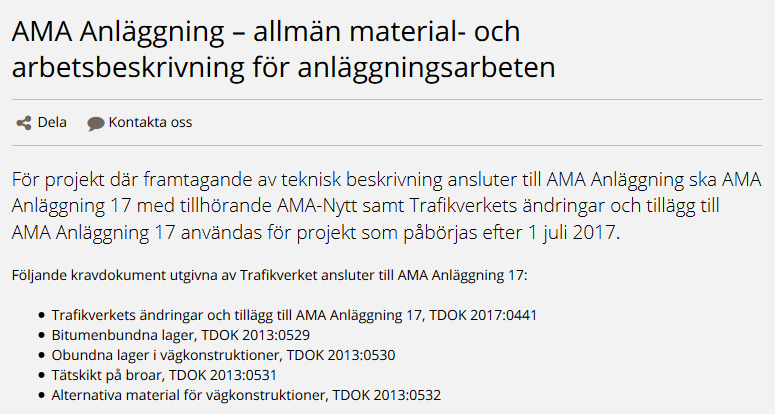 AMA Anläggning – allmän material- och
arbetsbeskrivning för anläggningsarbeten
Dela
Kontakta oss
För projekt där framtagande av teknisk beskrivning ansluter till AMA Anläggning ska AMA
Anläggning 17 med tillhörande AMA-Nytt samt Trafikverkets ändringar och tillägg till
AMA Anläggning 17 användas för projekt som påbörjas efter 1 juli 2017.
Följande kravdokument utgivna av Trafikverket ansluter till AMA Anläggning 17:
• Trafikverkets ändringar och tillägg till AMA Anläggning 17, TDOK 2017:0441
• Bitumenbundna lager, TDOK 2013:0529
• Obundna lager i vägkonstruktioner, TDOK 2013:0530
• Tätskikt på broar, TDOK 2013:0531
• Alternativa material för vägkonstruktioner, TDOK 2013:0532